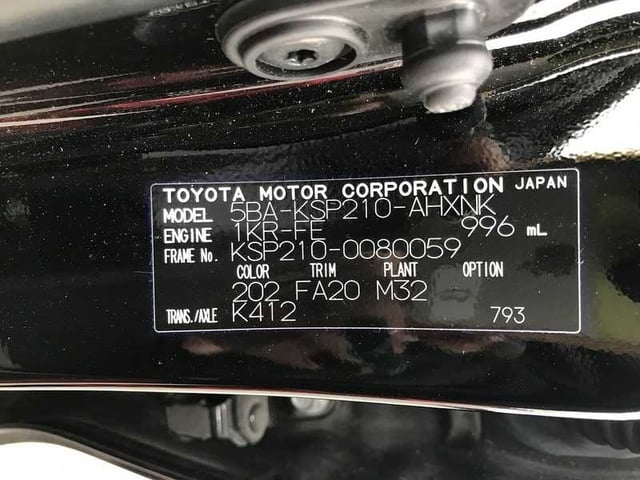 TOYOTA MOTOR CORPORATION JAPAN
MODEL 5BA-KSP210-AHXNK
ENGINE 1KR-FE 996 mL
FRAME No. KSP210-0080059
COLOR TRIM PLANT OPTION
202 FA20 M32
TRANS./AXLE K412 793